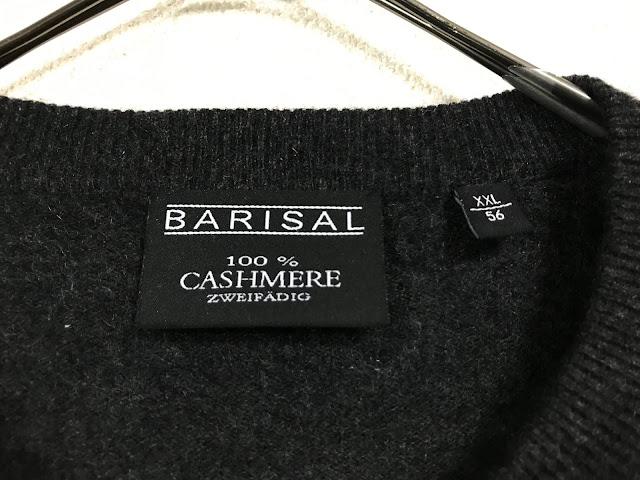 BARISAL
100 %
CASHMERE
ZWEIFÄDIG
XXL
56